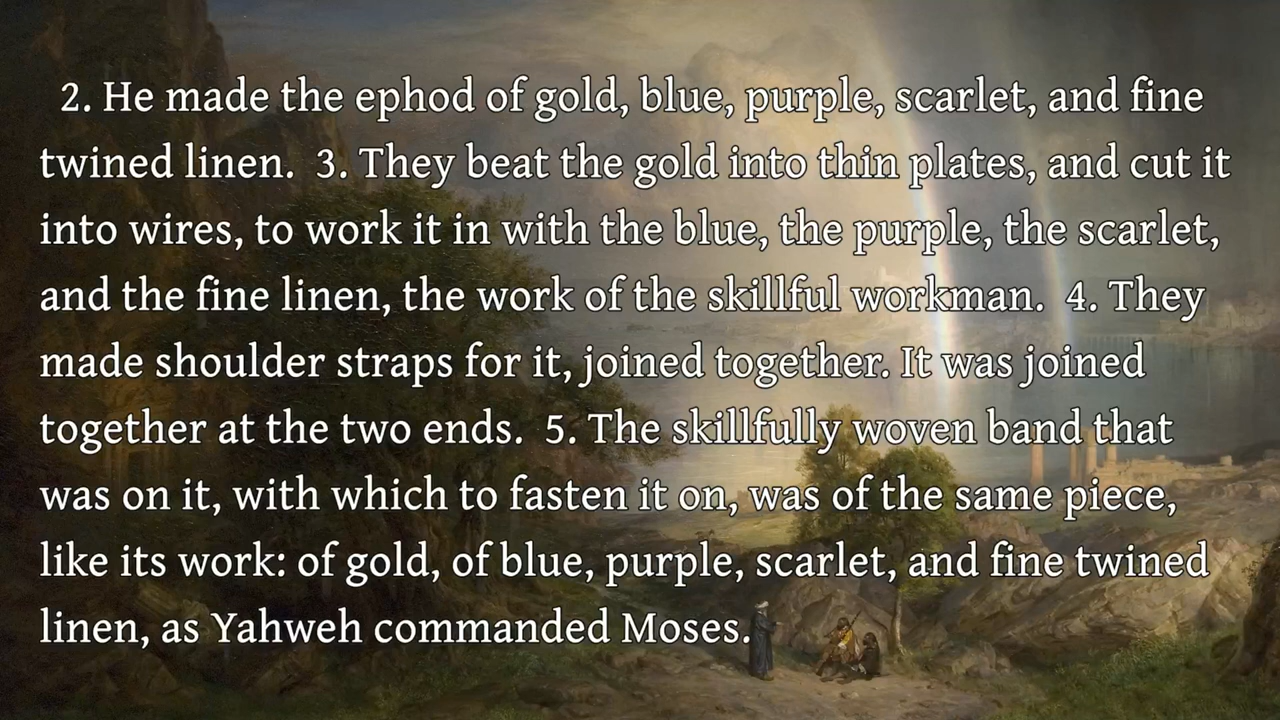 2. He made the ephod of gold, blue, purple, scarlet, and fine
twined linen. 3. They beat the gold into thin plates, and cut it
into wires, to work it in with the blue, the purple, the scarlet,
and the fine linen, the work of the skillful workman. 4. They
made shoulder straps for it, joined together. It was joined
together at the two ends. 5. The skillfully woven band that
was on it, with which to fasten it on, was of the same piece,
like its work: of gold, of blue, purple, scarlet, and fine twined
linen, as Yahweh commanded Moses.